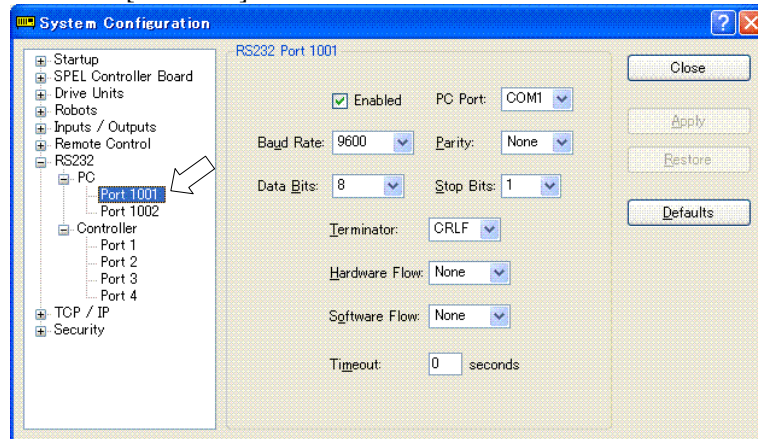 System Configuration
Startup
SPEL Controller Board
Drive Units
Robots
Inputs / Outputs
Remote Control
RS232
PC
Port 1001
Port 1002
Controller
Port 1
Port 2
Port 3
Port 4
TCP / IP
Security
RS232 Port 1001
Enabled PC Port: COM1
Baud Rate: 9600 Parity: None
Data Bits: 8 Stop Bits: 1
Terminator: CRLF
Hardware Flow: None
Software Flow: None
Timeout: 0 seconds
Close
Apply
Restore
Defaults